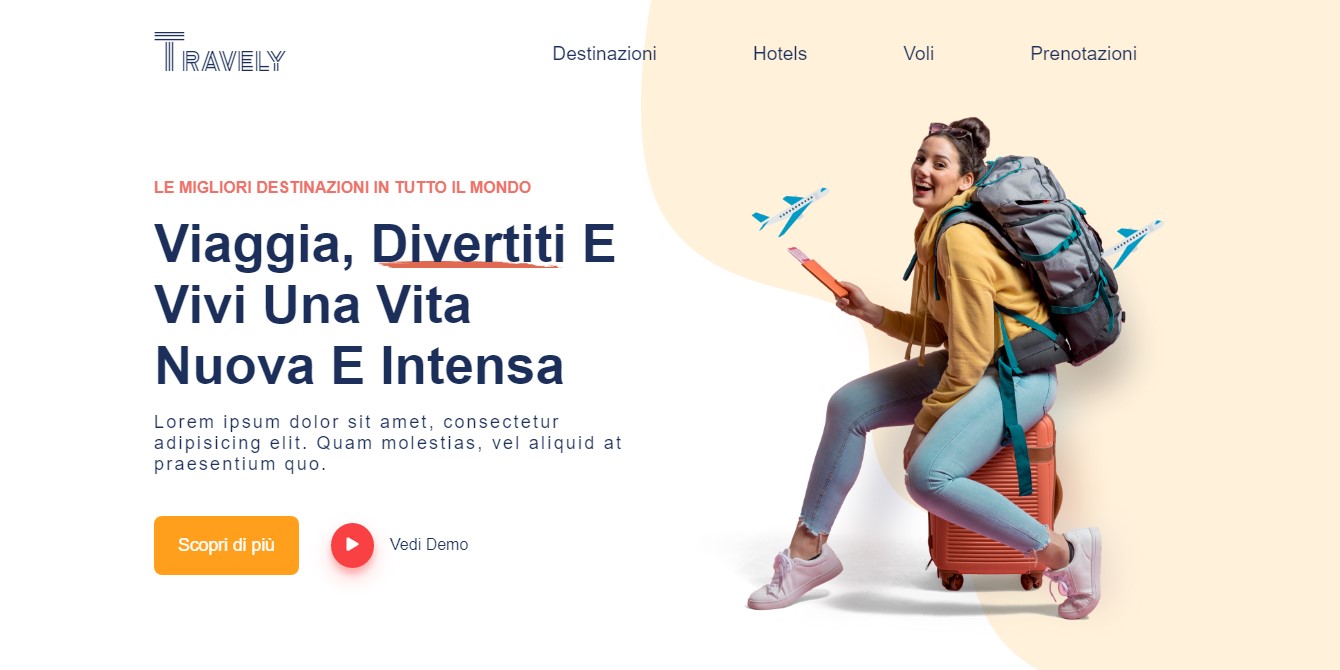 Travely
Destinazioni
Hotels
Voli
Prenotazioni
LE MIGLIORI DESTINAZIONI IN TUTTO IL MONDO
Viaggia, Divertiti E
Vivi Una Vita
Nuova E Intensa
Lorem ipsum dolor sit amet, consectetur
adipisicing elit. Quam molestias, vel aliquid at
praesentium quo.
Scopri di più
Vedi Demo